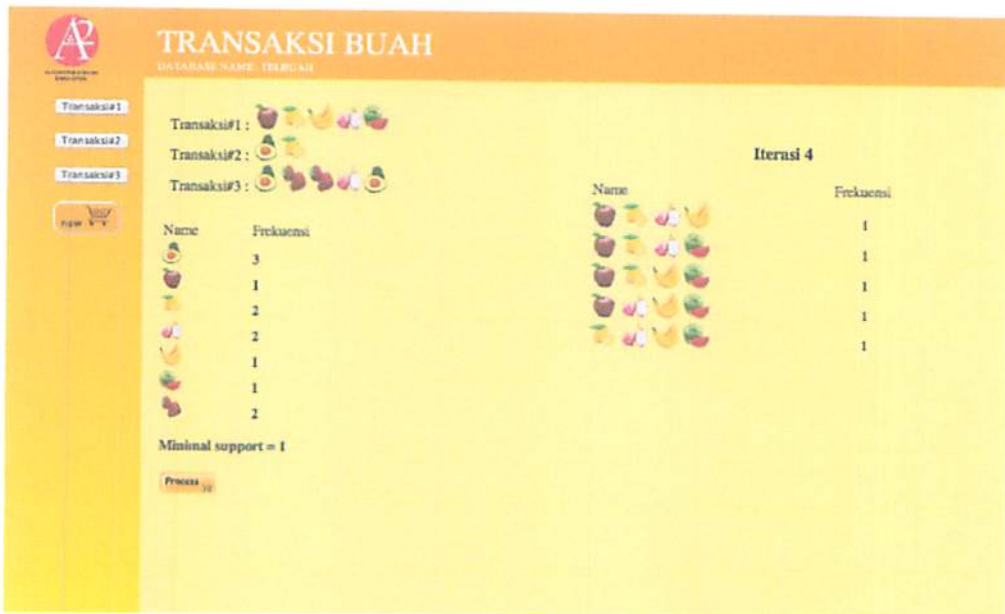 TRANSAKSI BUAH
DATABASE NAME : TBLBUAH
Transaksi#1
Transaksi#2
Transaksi#3
new
Transaksi#1 :
Transaksi#2 :
Transaksi#3 :
Name Frekuensi
3
1
2
2
1
1
2
Minimal support = 1
Process
Iterasi 4
Name Frekuensi
1
1
1
1
1